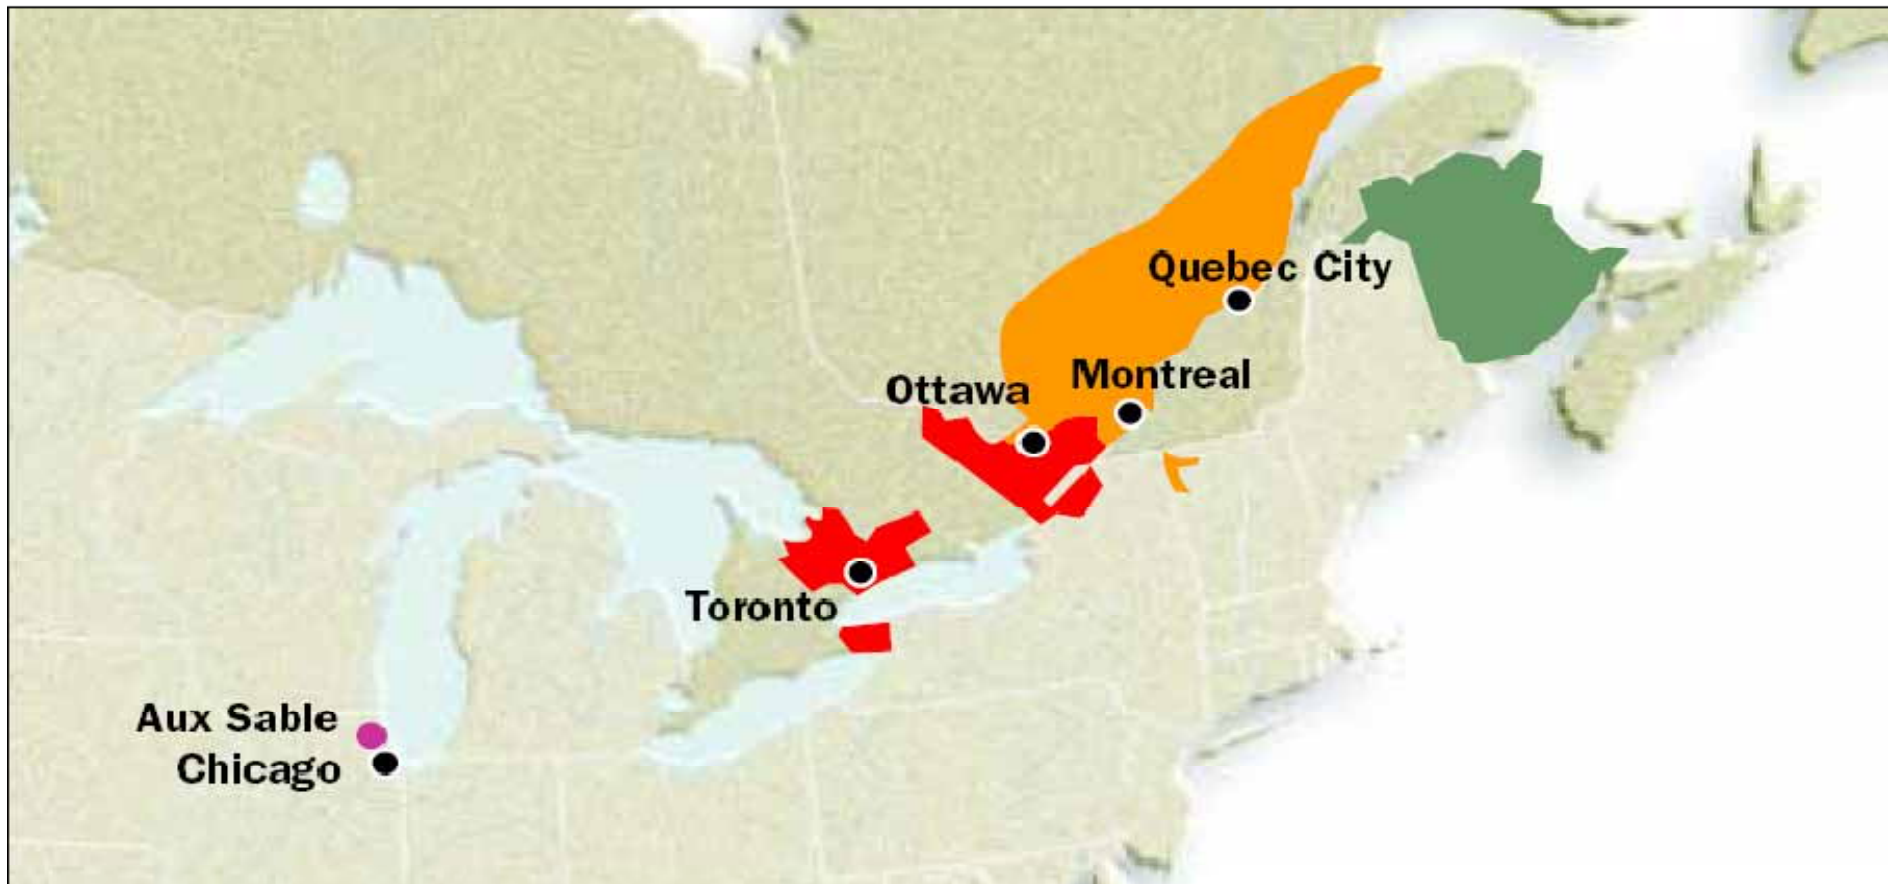 Quebec City
Montreal
Ottawa
Toronto
Aux Sable
Chicago